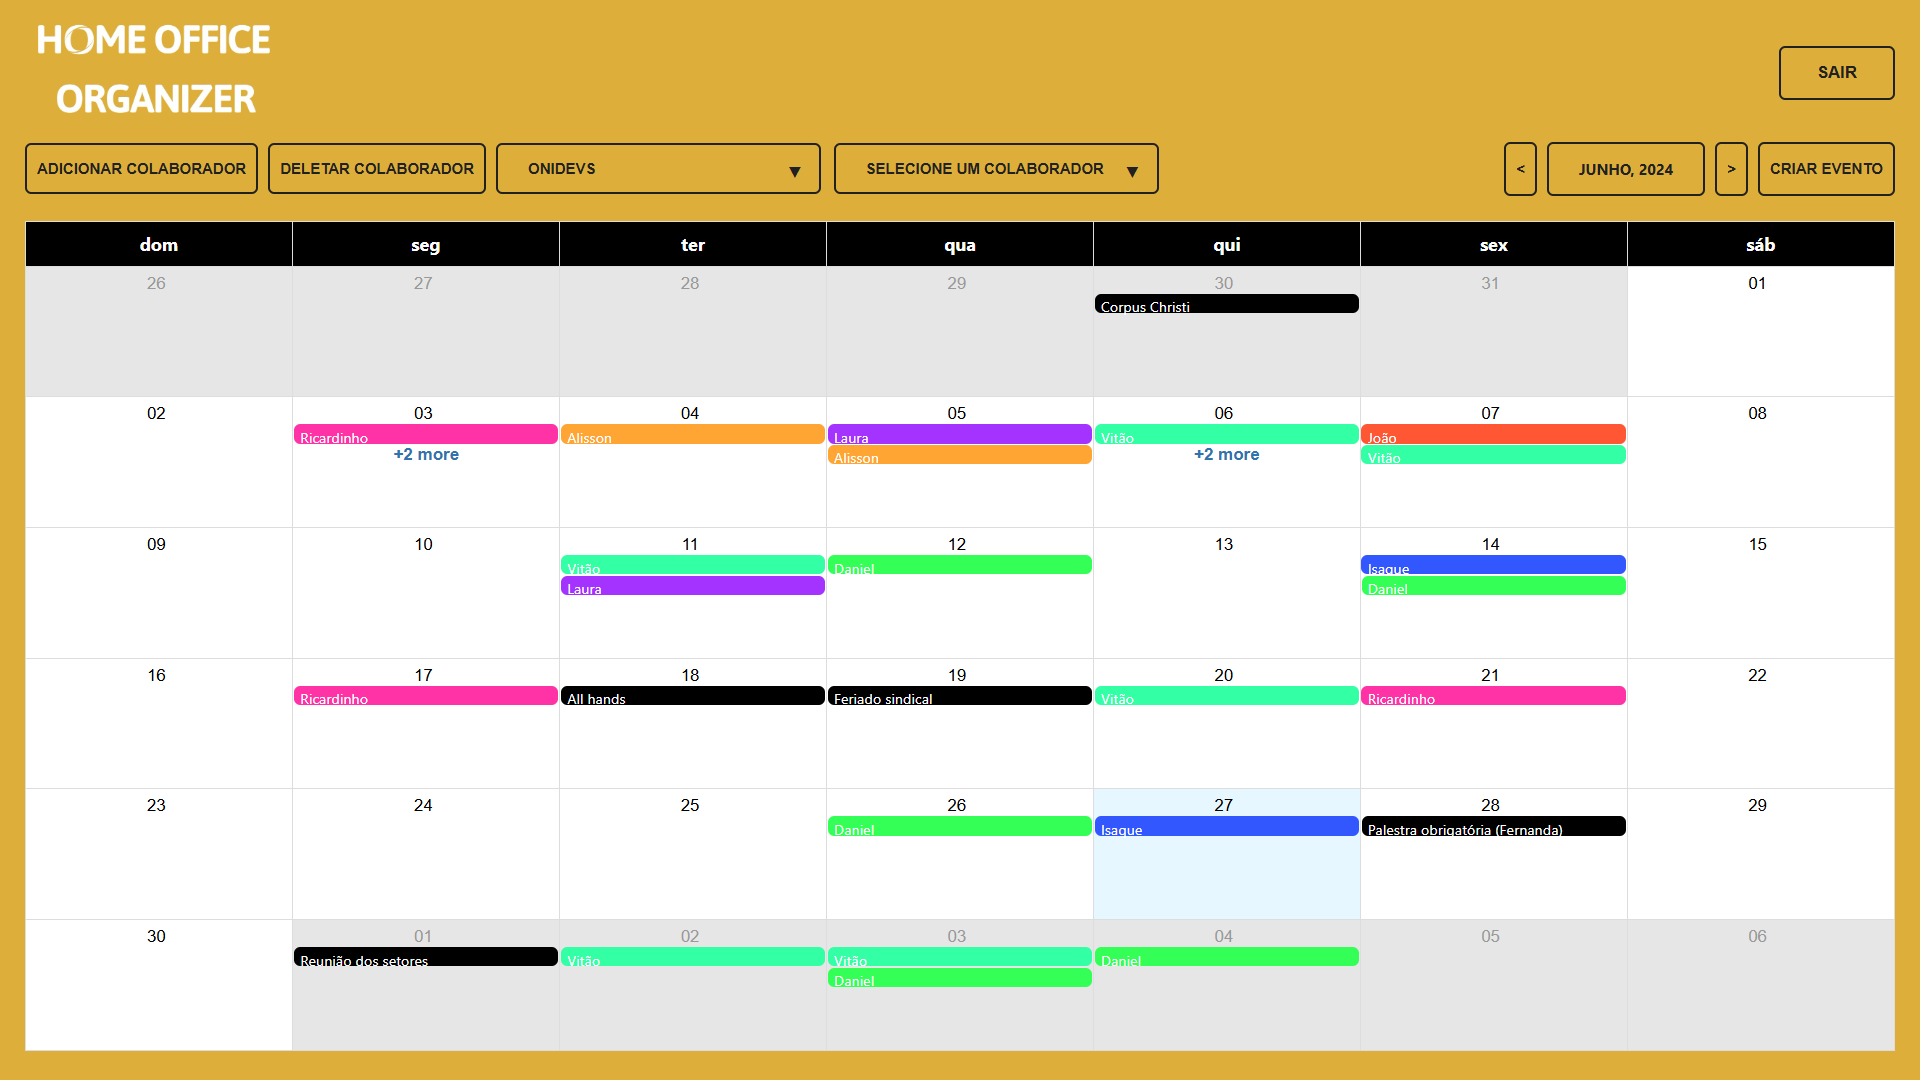 HOME OFFICE
ORGANIZER
SAIR
ADICIONAR COLABORADOR
DELETAR COLABORADOR
ONIDEVS ▼
SELECIONE UM COLABORADOR ▼
<
JUNHO, 2024
>
CRIAR EVENTO
dom seg ter qua qui sex sáb
26 27 28 29 30 31 01
Corpus Christi
02 03 04 05 06 07 08
Ricardinho Alisson Laura Vitão João
+2 more Alisson +2 more Vitão
09 10 11 12 13 14 15
Vitão Daniel Isaque
Laura Daniel
16 17 18 19 20 21 22
Ricardinho All hands Feriado sindical Vitão Ricardinho
23 24 25 26 27 28 29
Daniel Isaque Palestra obrigatória (Fernanda)
30 01 02 03 04 05 06
Reunião dos setores Vitão Vitão Daniel
Daniel